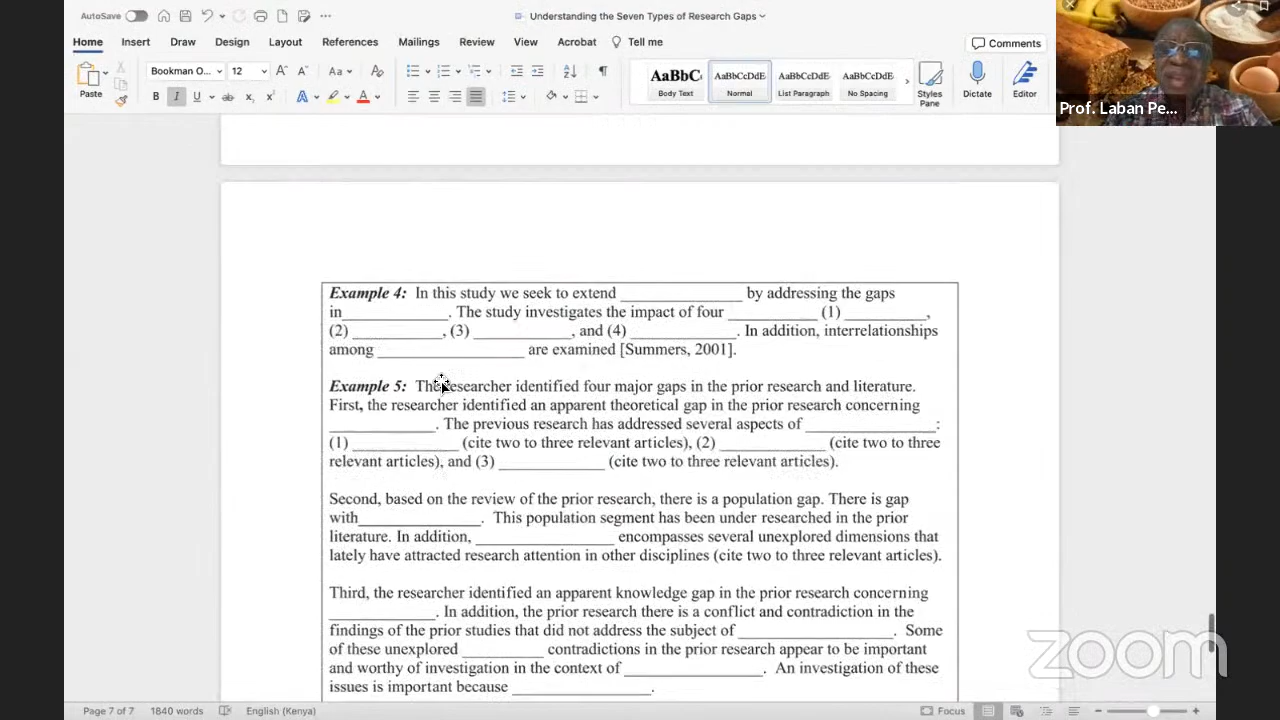 AutoSave
Understanding the Seven Types of Research Gaps
Home Insert Draw Design Layout References Mailings Review View Acrobat Tell me
Comments
Paste
Bookman O... 12
Aa
B I U ab x₂ x² A A
AaBbC AaBbCcDdE AaBbCcDdE AaBbCcDdE
Body Text Normal List Paragraph No Spacing
Styles Pane
Dictate
Editor
Prof. Laban Pe...
Example 4: In this study we seek to extend ______________ by addressing the gaps
in______________. The study investigates the impact of four __________ (1) __________,
(2) __________, (3) ___________, and (4) ____________. In addition, interrelationships
among _________________ are examined [Summers, 2001].
Example 5: The researcher identified four major gaps in the prior research and literature.
First, the researcher identified an apparent theoretical gap in the prior research concerning
____________. The previous research has addressed several aspects of _______________:
(1) ____________ (cite two to three relevant articles), (2) ____________ (cite two to three
relevant articles), and (3) ____________ (cite two to three relevant articles).
Second, based on the review of the prior research, there is a population gap. There is gap
with______________. This population segment has been under researched in the prior
literature. In addition, ________________ encompasses several unexplored dimensions that
lately have attracted research attention in other disciplines (cite two to three relevant articles).
Third, the researcher identified an apparent knowledge gap in the prior research concerning
____________. In addition, the prior research there is a conflict and contradiction in the
findings of the prior studies that did not address the subject of __________________. Some
of these unexplored _________ contradictions in the prior research appear to be important
and worthy of investigation in the context of ________________. An investigation of these
issues is important because ________________.
zoom
Page 7 of 7 1840 words English (Kenya) Focus